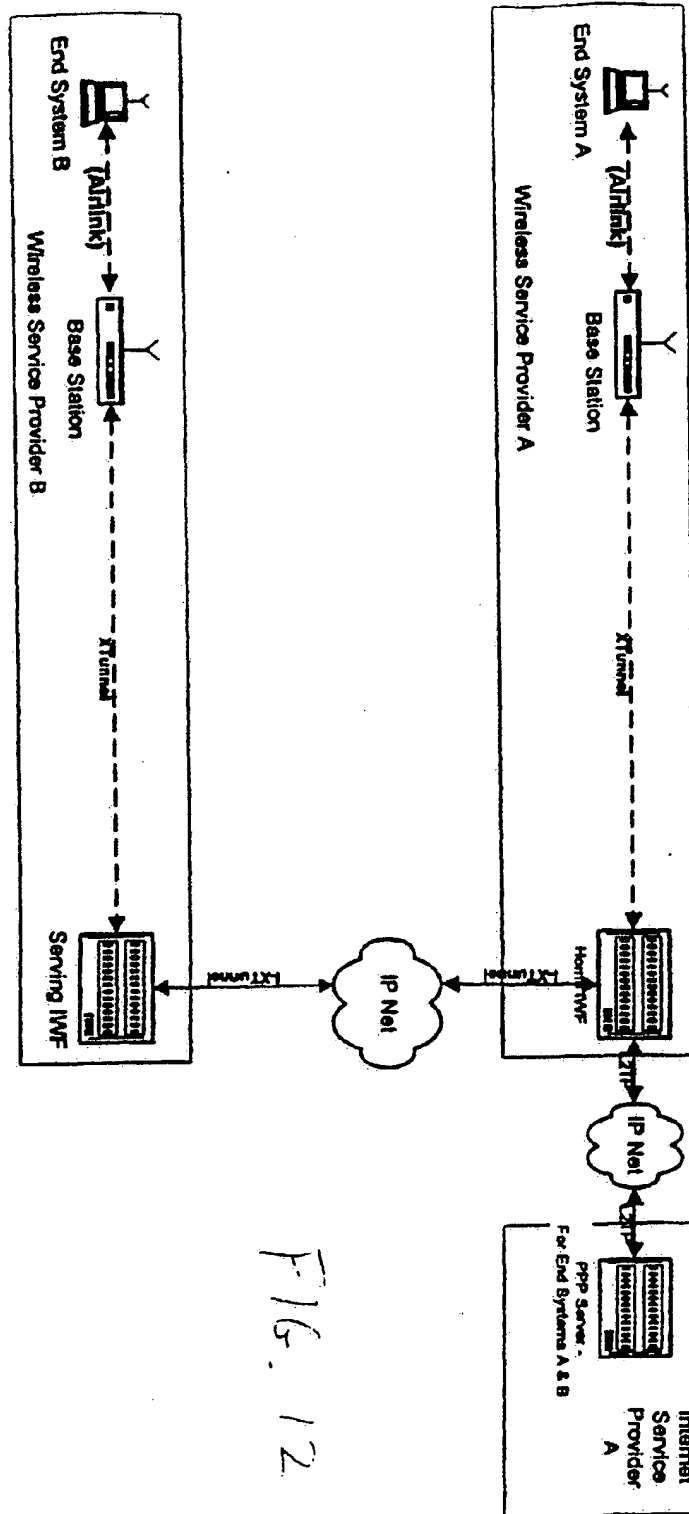 End System A
(Airlink)
Base Station
Wireless Service Provider A
XTunnel
Home IWF
L2TP
IP Net
L2TP
Internet
Service
Provider
A
PPP Server -
For End Systems A & B
I-XTunnel
IP Net
I-XTunnel
End System B
(Airlink)
Base Station
Wireless Service Provider B
XTunnel
Serving IWF
FIG. 12